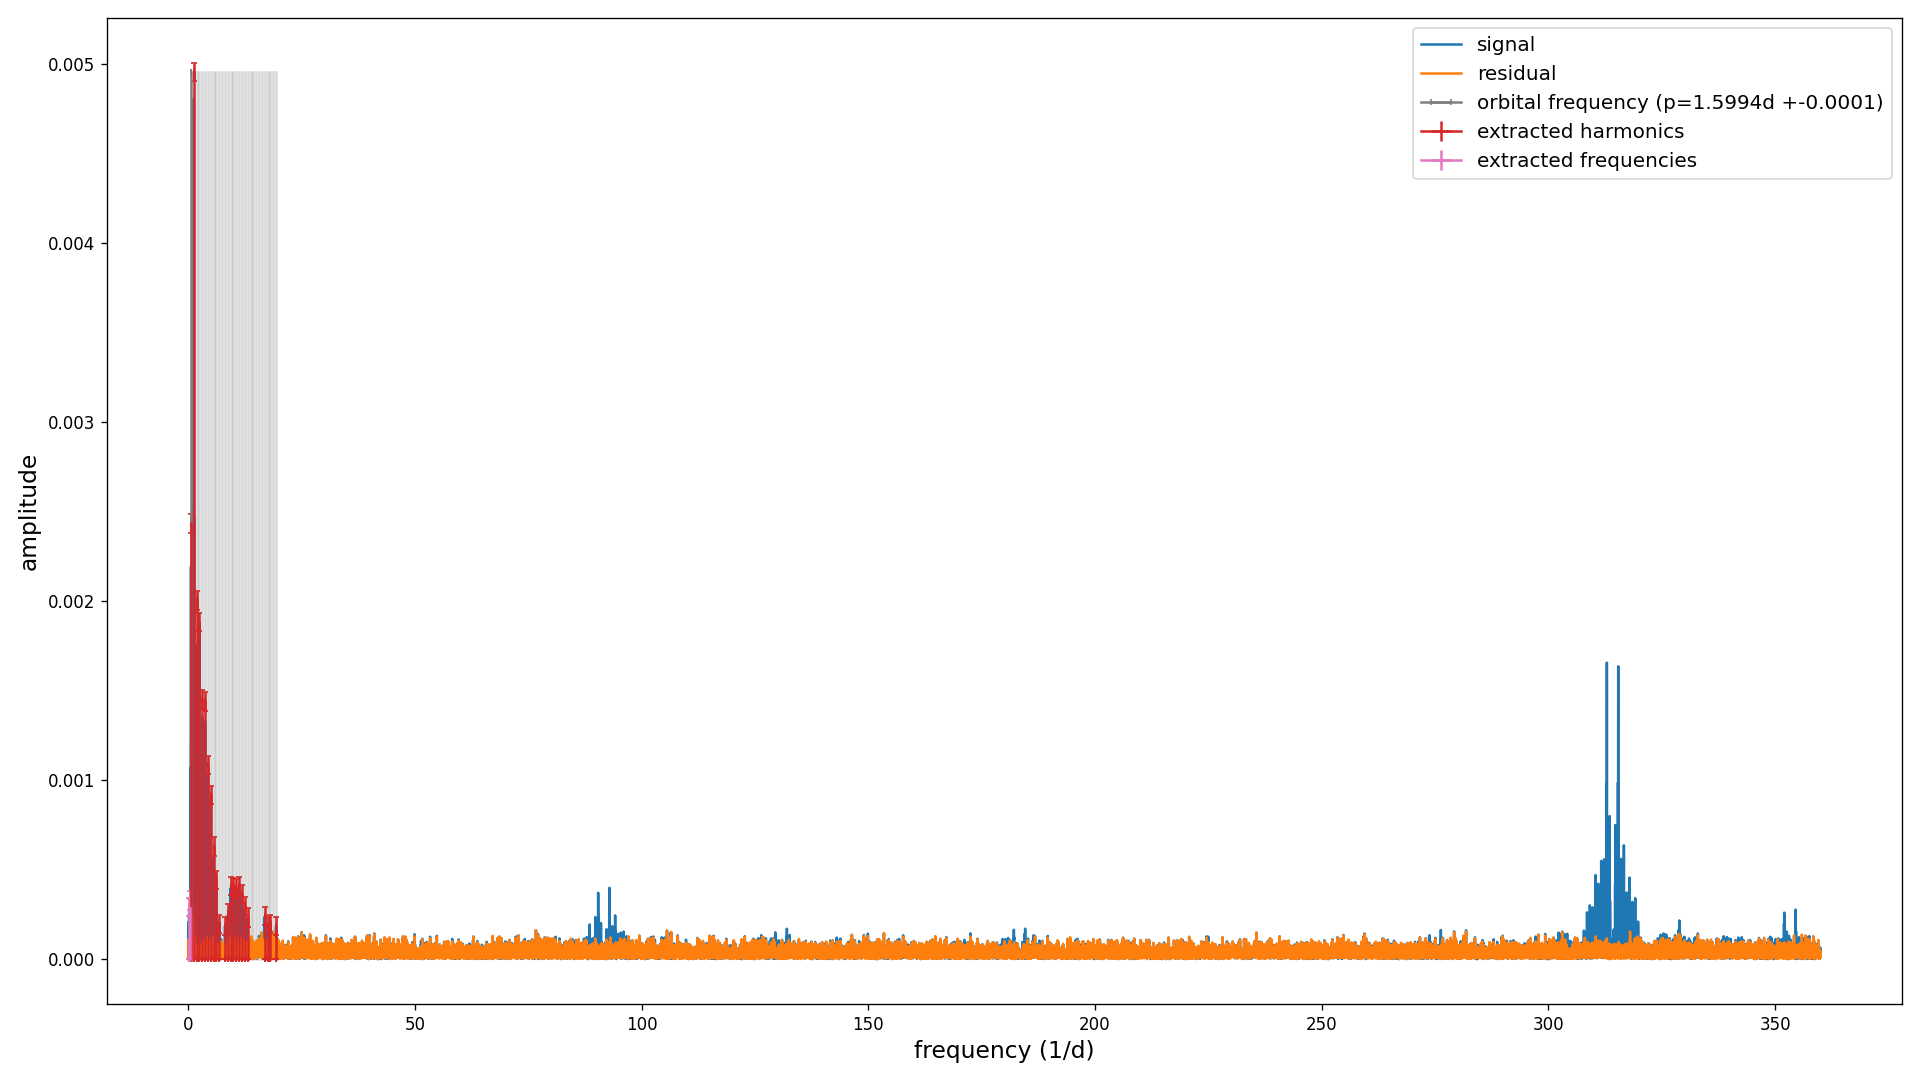 signal
residual
orbital frequency (p=1.5994d +-0.0001)
extracted harmonics
extracted frequencies
0.005
0.004
0.003
0.002
0.001
0.000
amplitude
0 50 100 150 200 250 300 350
frequency (1/d)